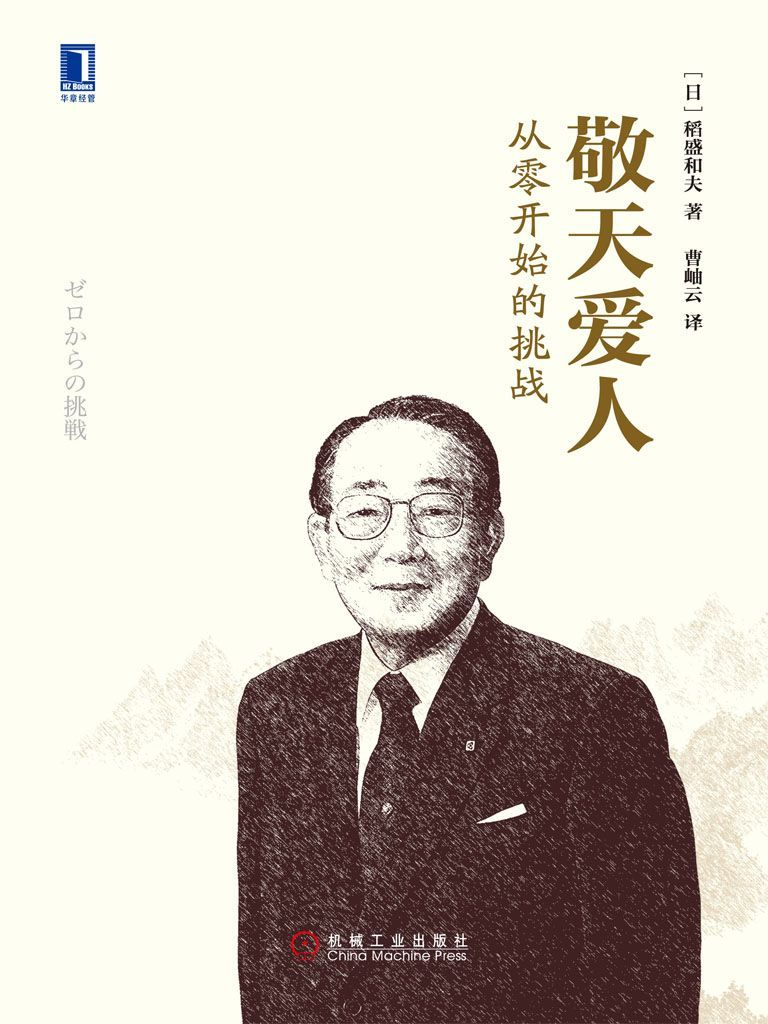 HZ BOOKS
华章经管
[日]稻盛和夫 著 曹岫云 译
敬天爱人
从零开始的挑战
ゼロからの挑戦
机械工业出版社
China Machine Press